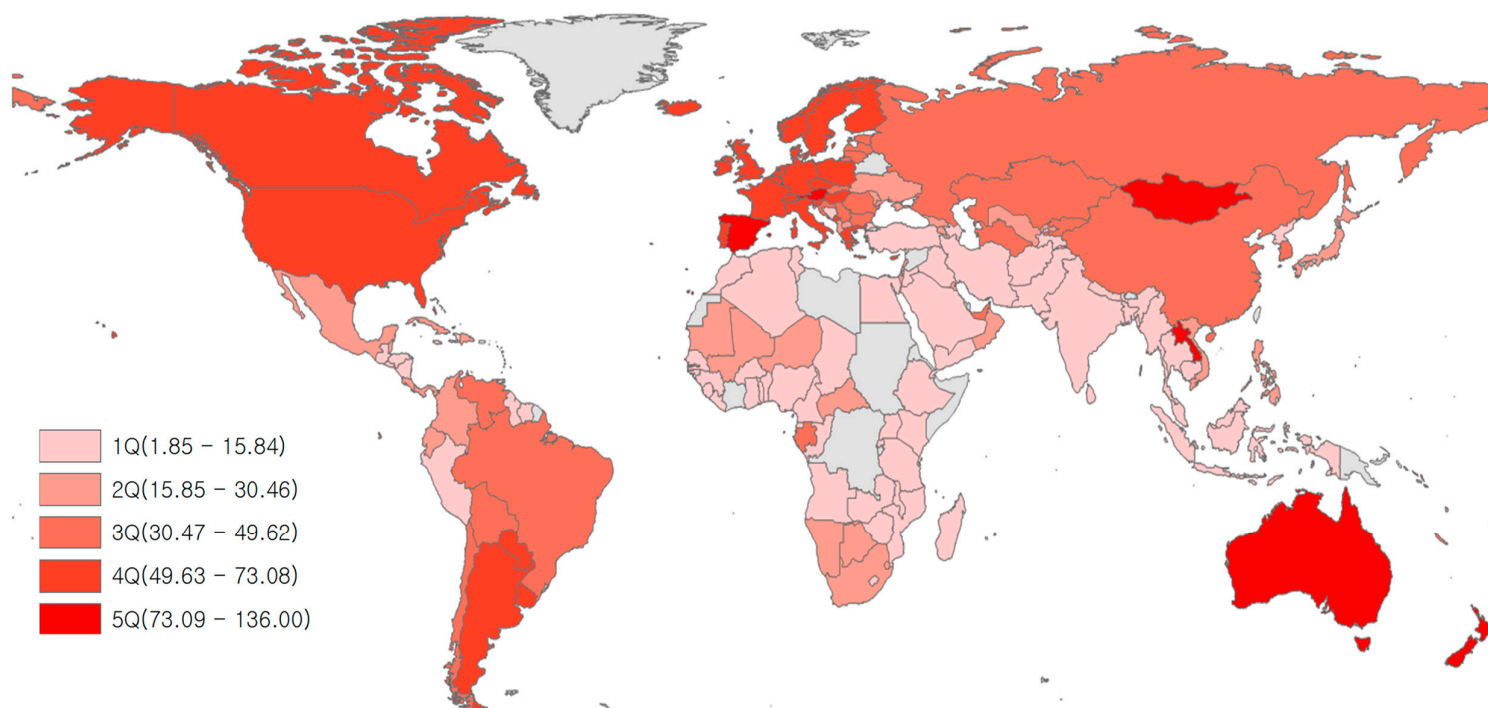 1Q(1.85 - 15.84)
2Q(15.85 - 30.46)
3Q(30.47 - 49.62)
4Q(49.63 - 73.08)
5Q(73.09 - 136.00)